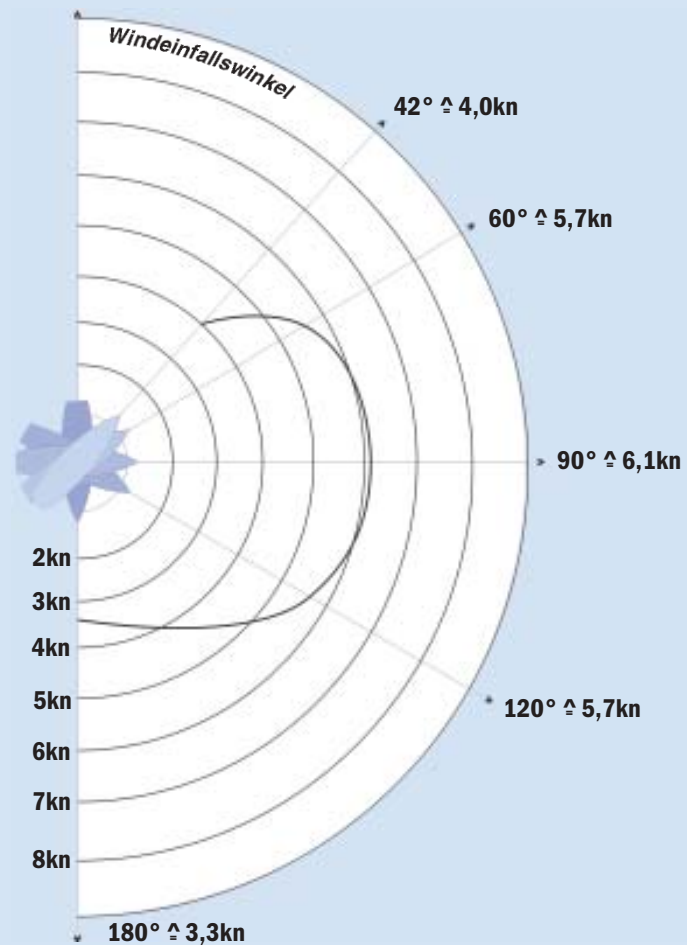 Windeinfallswinkel
42° ≙ 4,0kn
60° ≙ 5,7kn
90° ≙ 6,1kn
2kn
3kn
4kn
5kn
6kn
7kn
8kn
120° ≙ 5,7kn
180° ≙ 3,3kn